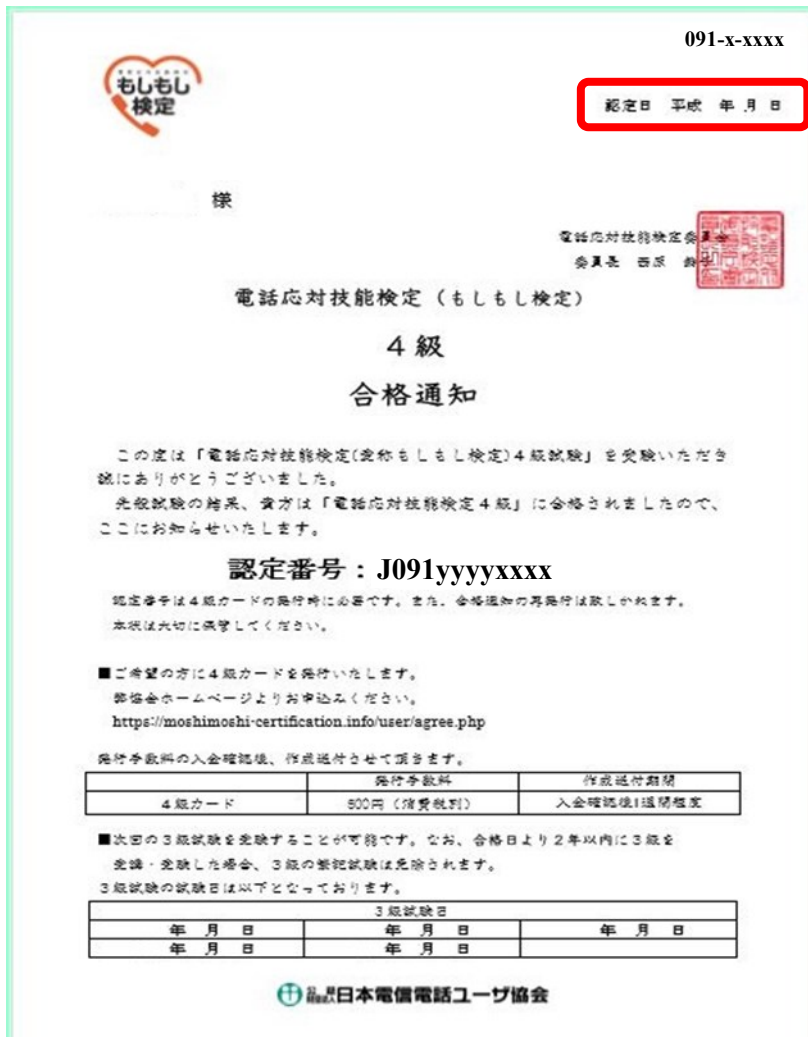 091-x-xxxx
もしもし
検定
認定日 平成 年 月 日
様
電話応対技能検定委員会
委員長 西原 鈴子
電話応対技能検定（もしもし検定）
４級
合格通知
この度は「電話応対技能検定(愛称もしもし検定)４級試験」を受験いただき
誠にありがとうございました。
先般試験の結果、貴方は「電話応対技能検定４級」に合格されましたので、
ここにお知らせいたします。
認定番号：J091yyyyxxxx
認定番号は４級カードの発行時に必要です。また、合格通知の再発行は致しかねます。
本状は大切に保管してください。
■ご希望の方に４級カードを発行いたします。
弊協会ホームページよりお申込みください。
https://moshimoshi-certification.info/user/agree.php
発行手数料の入金確認後、作成送付させて頂きます。
発行手数料 作成送付期間
４級カード 円（消費税別） 入金確認後1週間程度
■次回の３級試験を受験することが可能です。なお、合格日より２年以内に３級を
受講・受験した場合、３級の筆記試験は免除されます。
３級試験の試験日は以下となっております。
３級試験日
年 月 日 年 月 日 年 月 日
年 月 日 年 月 日
公益財団法人日本電信電話ユーザ協会